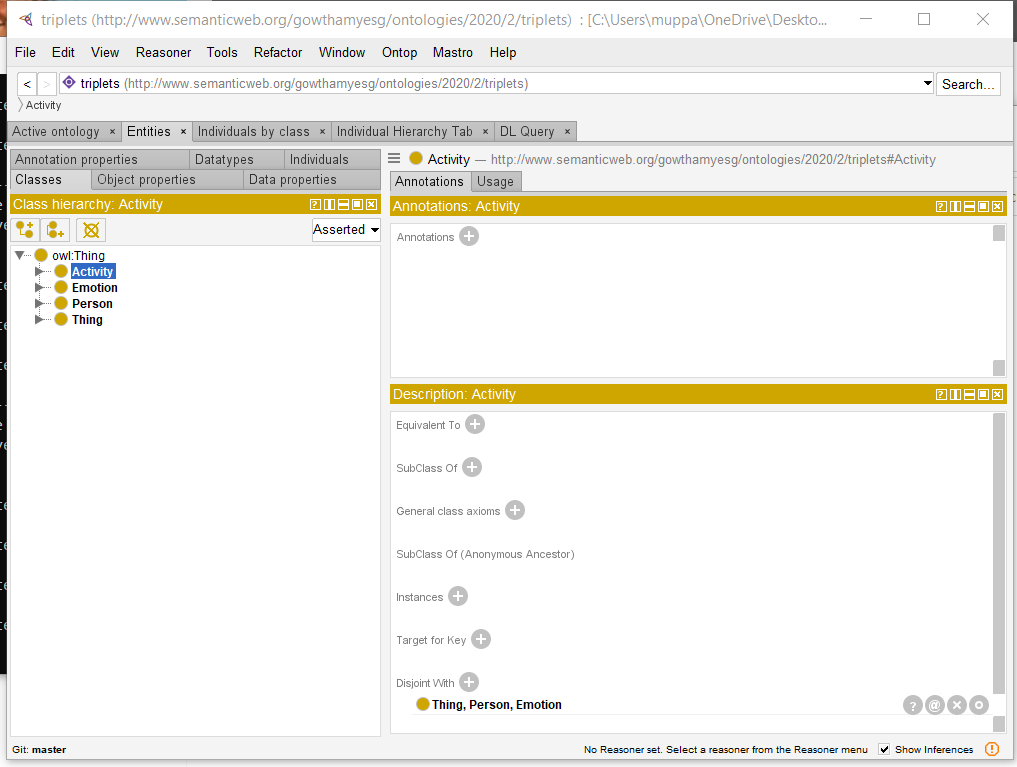 triplets (http://www.semanticweb.org/gowthamyesg/ontologies/2020/2/triplets) : [C:\Users\muppa\OneDrive\Deskto...
File Edit View Reasoner Tools Refactor Window Ontop Mastro Help
< > triplets (http://www.semanticweb.org/gowthamyesg/ontologies/2020/2/triplets) Search...
Activity
Active ontology × Entities × Individuals by class × Individual Hierarchy Tab × DL Query ×
Annotation properties Datatypes Individuals
Classes Object properties Data properties
Class hierarchy: Activity
Asserted
owl:Thing
Activity
Emotion
Person
Thing
Activity — http://www.semanticweb.org/gowthamyesg/ontologies/2020/2/triplets#Activity
Annotations Usage
Annotations: Activity
Annotations
Description: Activity
Equivalent To
SubClass Of
General class axioms
SubClass Of (Anonymous Ancestor)
Instances
Target for Key
Disjoint With
Thing, Person, Emotion
Git: master
No Reasoner set. Select a reasoner from the Reasoner menu Show Inferences